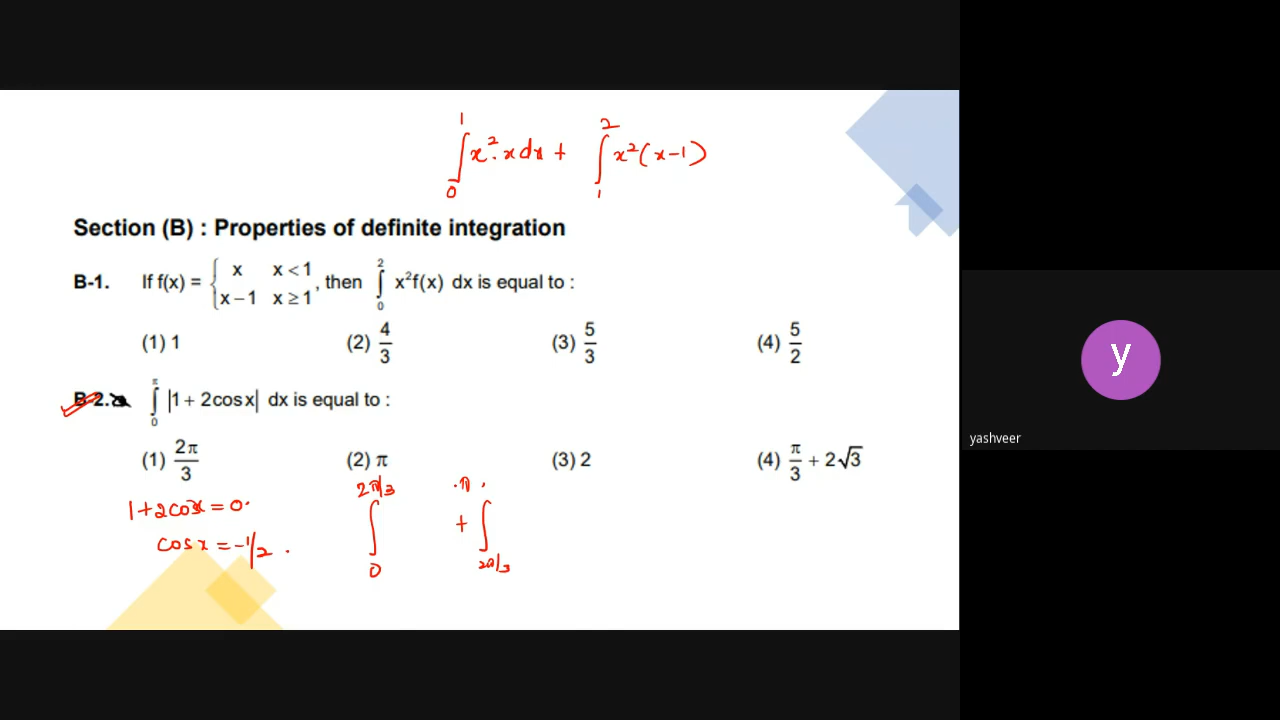 ∫₀¹ x²·x dx + ∫₁² x²(x-1)
Section (B) : Properties of definite integration
B-1. If f(x) = { x x < 1 , x − 1 x ≥ 1 , then ∫₀² x²f(x) dx is equal to :
(1) 1 (2) 4/3 (3) 5/3 (4) 5/2
B-2. ∫₀^π |1 + 2cosx| dx is equal to :
(1) 2π/3 (2) π (3) 2 (4) π/3 + 2√3
1+2cosx = 0 ∫₀^{2π/3} + ∫_{2π/3}^π
cosx = -1/2
y
yashveer